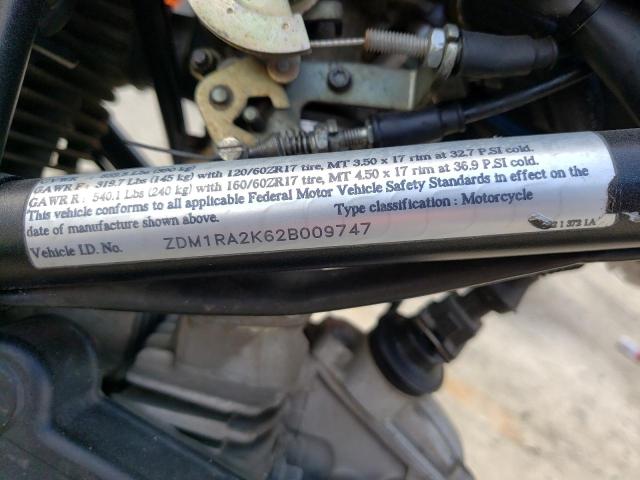 GAWR F : 319.7 Lbs (145 kg) with 120/60ZR17 tire, MT 3.50 x 17 rim at 32.7 P.SI cold.
GAWR R : 540.1 Lbs (240 kg) with 160/60ZR17 tire, MT 4.50 x 17 rim at 36.9 P.SI cold.
This vehicle conforms to all applicable Federal Motor Vehicle Safety Standards in effect on the
date of manufacture shown above. Type classification : Motorcycle
Vehicle I.D. No. ZDM1RA2K62B009747